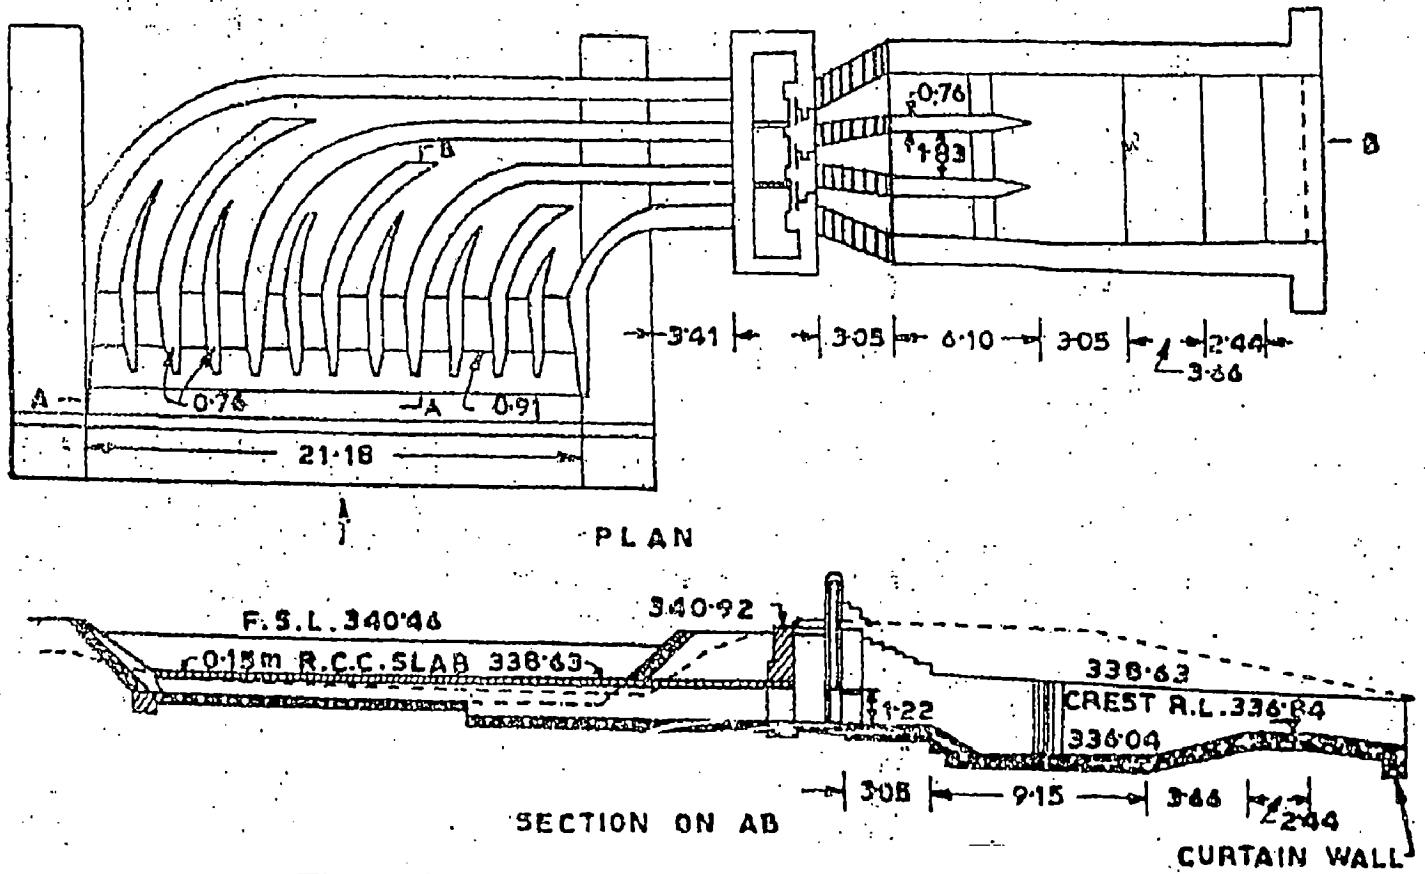 0.76
B
1.83
B
3.41
3.05
6.10
3.05
2.44
3.66
A
0.76
A
0.91
21.18
PLAN
F.S.L. 340.46
340.92
0.15m R.C.C. SLAB 338.63
338.63
CREST R.L. 336.84
1.22
336.04
3.05
9.15
3.66
2.44
SECTION ON AB
CURTAIN WALL